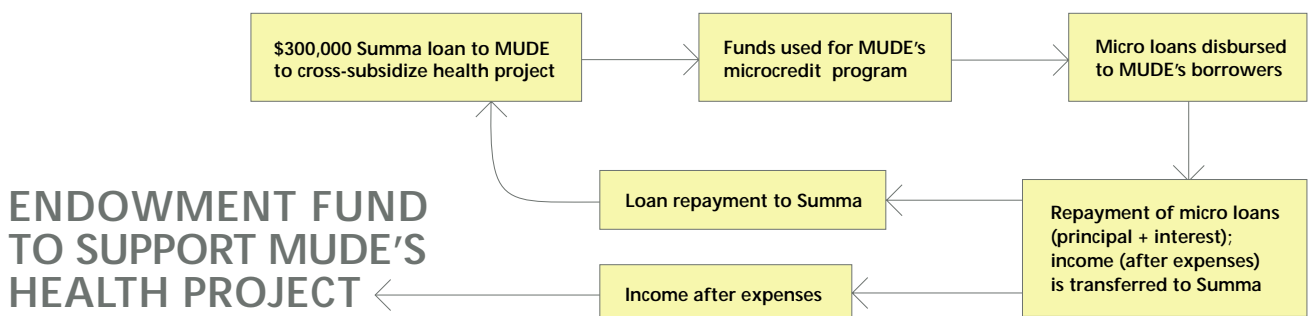 $300,000 Summa loan to MUDE
to cross-subsidize health project
Funds used for MUDE's
microcredit program
Micro loans disbursed
to MUDE's borrowers
Repayment of micro loans
(principal + interest);
income (after expenses)
is transferred to Summa
Loan repayment to Summa
Income after expenses
ENDOWMENT FUND
TO SUPPORT MUDE'S
HEALTH PROJECT